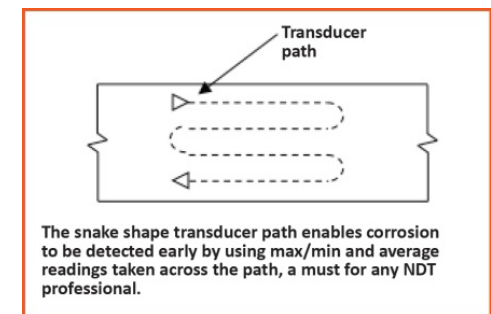 Transducer
path
The snake shape transducer path enables corrosion
to be detected early by using max/min and average
readings taken across the path, a must for any NDT
professional.